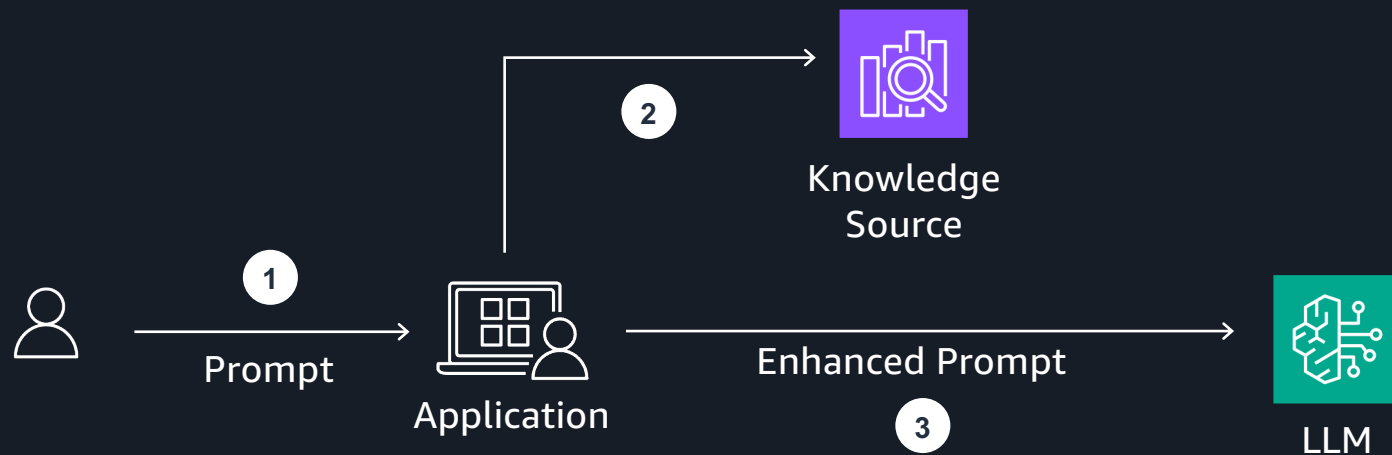 2
Knowledge
Source
1
Prompt
Application
Enhanced Prompt
3
LLM